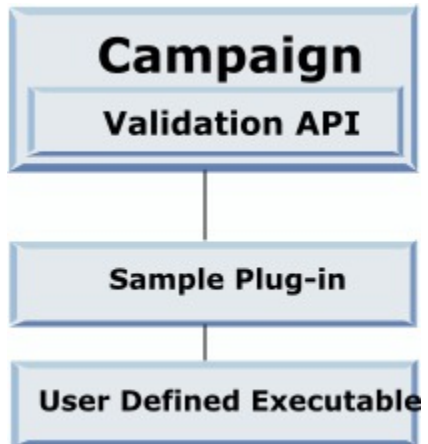 Campaign
Validation API
Sample Plug-in
User Defined Executable